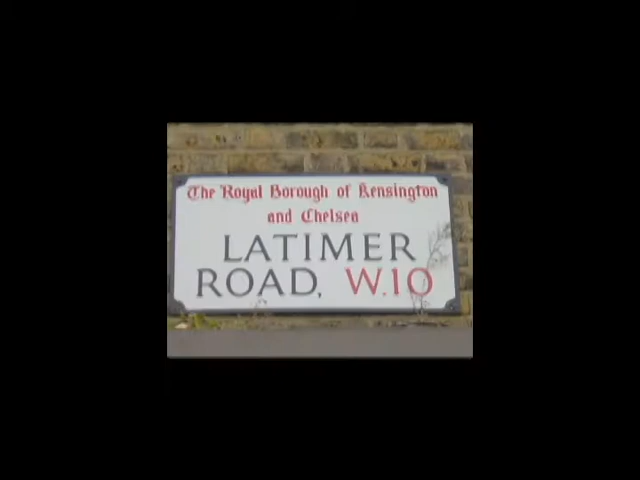 The Royal Borough of Kensington
and Chelsea
LATIMER
ROAD, W.10